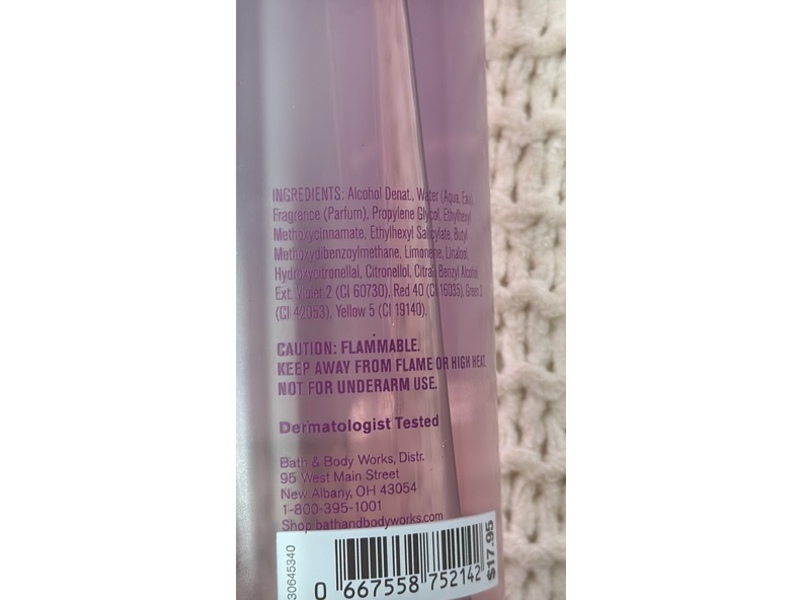 INGREDIENTS: Alcohol Denat., Water (Aqua, Eau),
Fragrance (Parfum), Propylene Glycol, Ethylhexyl
Methoxycinnamate, Ethylhexyl Salicylate, Butyl
Methoxydibenzoylmethane, Limonene, Linalool,
Hydroxycitronellal, Citronellol, Citral, Benzyl Alcohol,
Ext. Violet 2 (CI 60730), Red 40 (CI 16035), Green 3
(CI 42053), Yellow 5 (CI 19140).
CAUTION: FLAMMABLE.
KEEP AWAY FROM FLAME OR HIGH HEAT.
NOT FOR UNDERARM USE.
Dermatologist Tested
Bath & Body Works, Distr.
95 West Main Street
New Albany, OH 43054
1-800-395-1001
Shop bathandbodyworks.com
30645340
0 667558 752142
$17.95